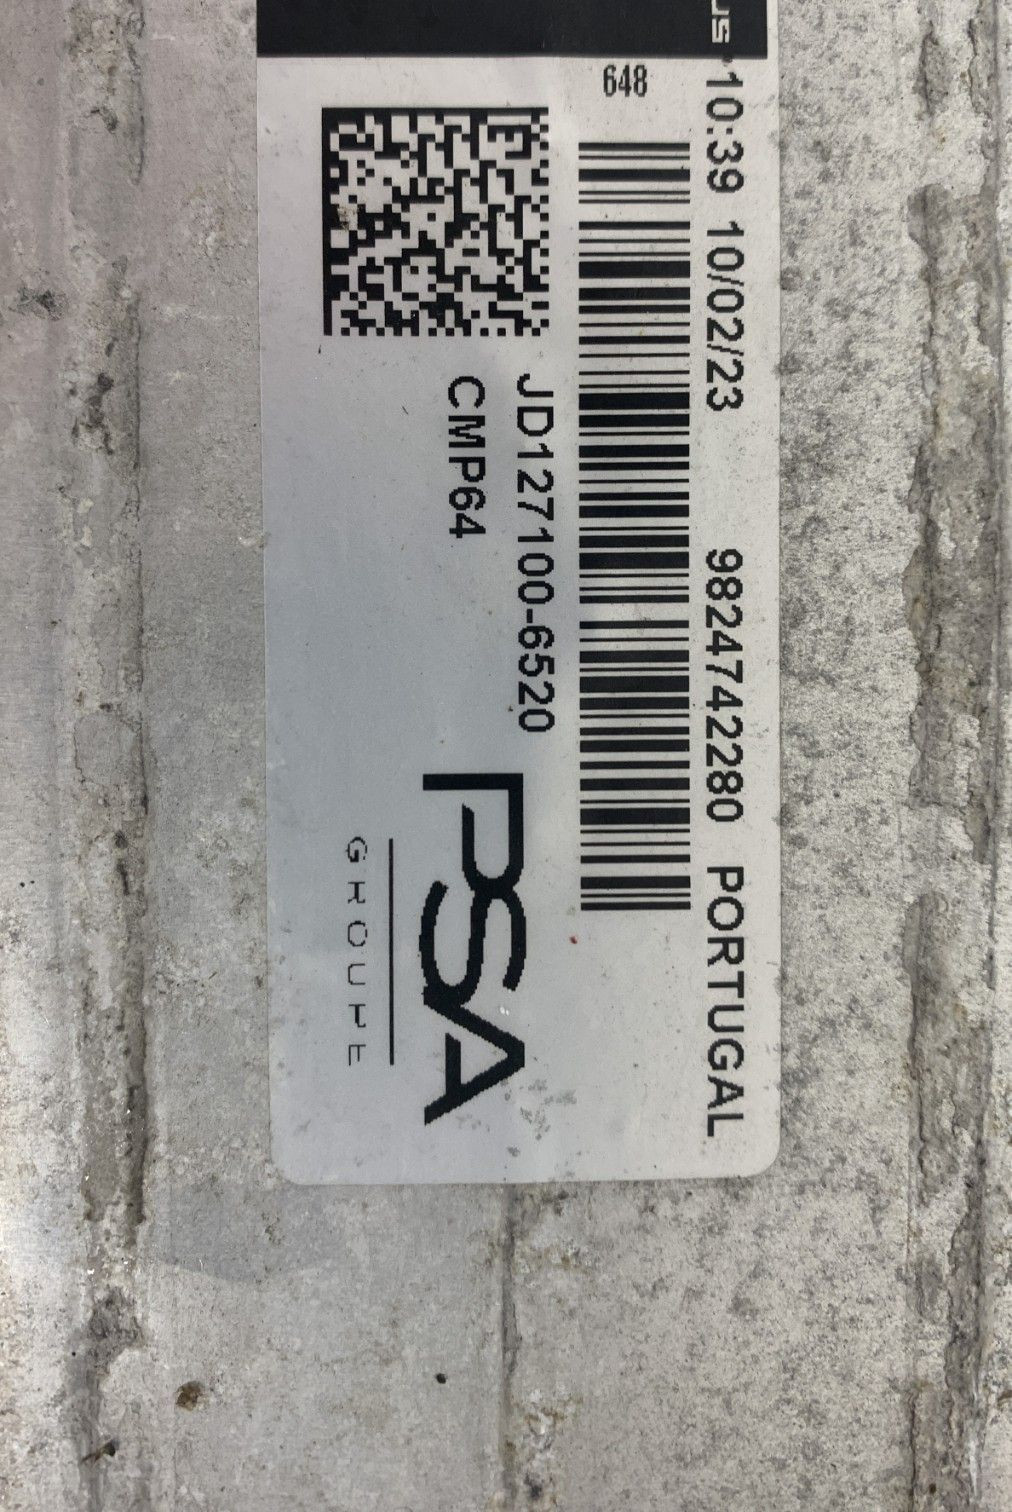 10:39 10/02/23 9824742280 PORTUGAL
648
JD127100-6520
CMP64
PSA
GROUPE